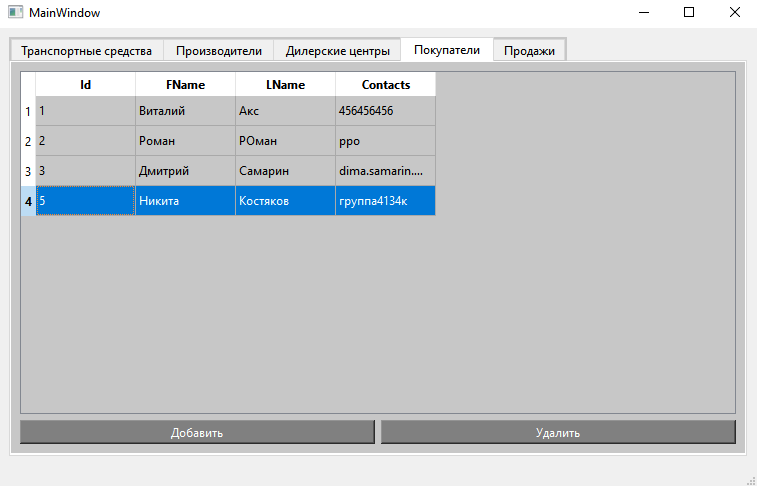 MainWindow
Транспортные средства Производители Дилерские центры Покупатели Продажи
Id FName LName Contacts
1 1 Виталий Акс 456456456
2 2 Роман РОман рро
3 3 Дмитрий Самарин dima.samarin....
4 5 Никита Костяков группа4134к
Добавить Удалить